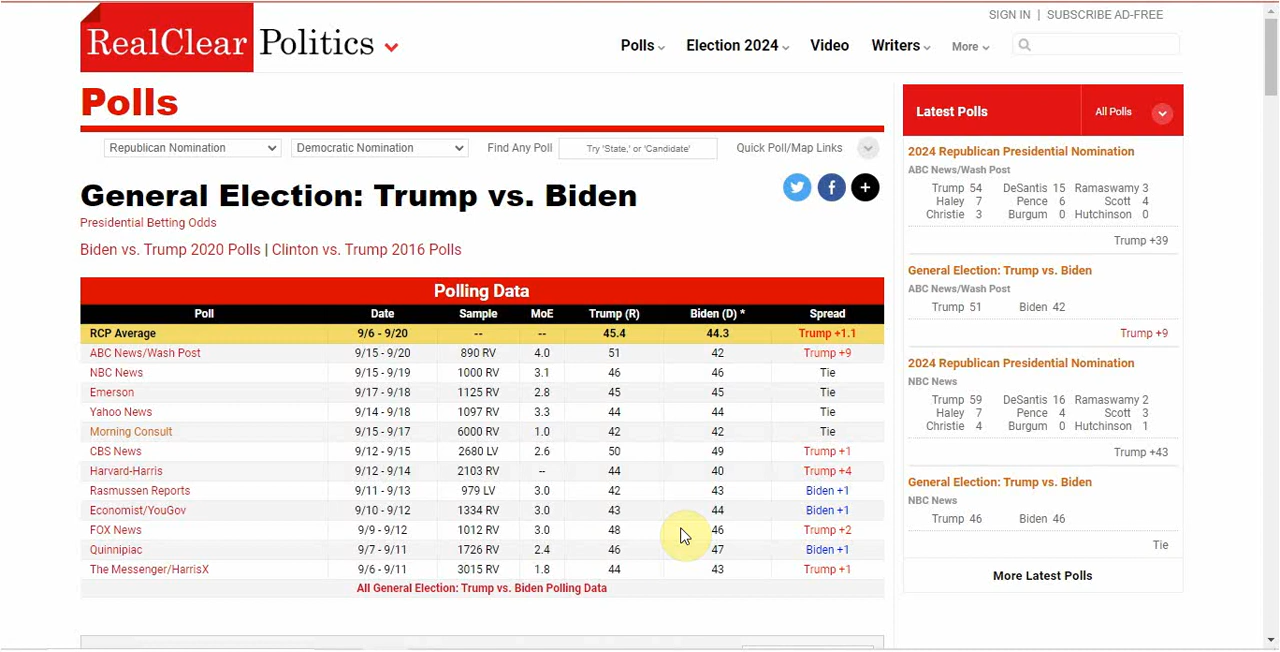 SIGN IN | SUBSCRIBE AD-FREE
RealClear Politics
Polls Election 2024 Video Writers More
Polls
Republican Nomination Democratic Nomination Find Any Poll Try 'State,' or 'Candidate' Quick Poll/Map Links
General Election: Trump vs. Biden
Presidential Betting Odds
Biden vs. Trump 2020 Polls | Clinton vs. Trump 2016 Polls
Polling Data
Poll Date Sample MoE Trump (R) Biden (D) * Spread
RCP Average 9/6 - 9/20 -- -- 45.4 44.3 Trump +1.1
ABC News/Wash Post 9/15 - 9/20 890 RV 4.0 51 42 Trump +9
NBC News 9/15 - 9/19 1000 RV 3.1 46 46 Tie
Emerson 9/17 - 9/18 1125 RV 2.8 45 45 Tie
Yahoo News 9/14 - 9/18 1097 RV 3.3 44 44 Tie
Morning Consult 9/15 - 9/17 6000 RV 1.0 42 42 Tie
CBS News 9/12 - 9/15 2680 LV 2.6 50 49 Trump +1
Harvard-Harris 9/12 - 9/14 2103 RV -- 44 40 Trump +4
Rasmussen Reports 9/11 - 9/13 979 LV 3.0 42 43 Biden +1
Economist/YouGov 9/10 - 9/12 1334 RV 3.0 43 44 Biden +1
FOX News 9/9 - 9/12 1012 RV 3.0 48 46 Trump +2
Quinnipiac 9/7 - 9/11 1726 RV 2.4 46 47 Biden +1
The Messenger/HarrisX 9/6 - 9/11 3015 RV 1.8 44 43 Trump +1
All General Election: Trump vs. Biden Polling Data
Latest Polls All Polls
2024 Republican Presidential Nomination
ABC News/Wash Post
Trump 54 DeSantis 15 Ramaswamy 3
Haley 7 Pence 6 Scott 4
Christie 3 Burgum 0 Hutchinson 0
Trump +39
General Election: Trump vs. Biden
ABC News/Wash Post
Trump 51 Biden 42
Trump +9
2024 Republican Presidential Nomination
NBC News
Trump 59 DeSantis 16 Ramaswamy 2
Haley 7 Pence 4 Scott 3
Christie 4 Burgum 0 Hutchinson 1
Trump +43
General Election: Trump vs. Biden
NBC News
Trump 46 Biden 46
Tie
More Latest Polls